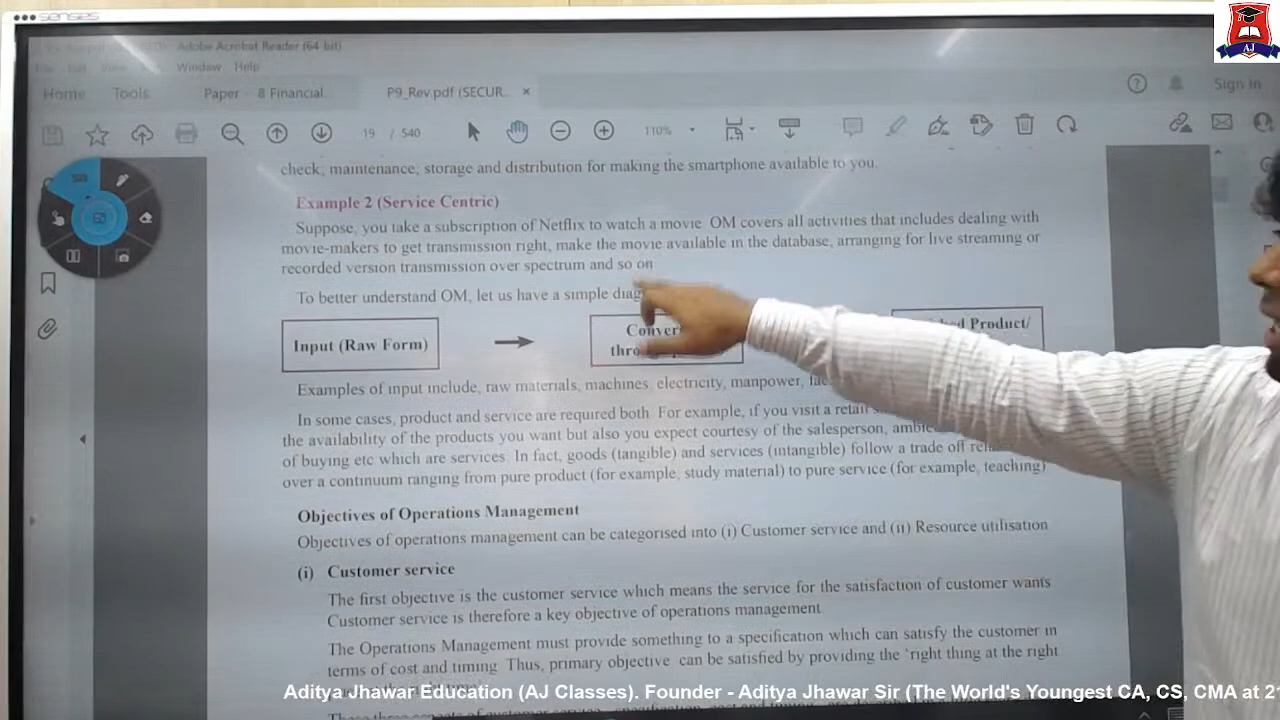 senses
Adobe Acrobat Reader (64 bit)
Window Help
Home Tools Paper - 8 Financial... P9_Rev.pdf (SECUR... × Sign In
19 / 540 110%
check, maintenance, storage and distribution for making the smartphone available to you.
Example 2 (Service Centric)
Suppose, you take a subscription of Netflix to watch a movie. OM covers all activities that includes dealing with
movie-makers to get transmission right, make the movie available in the database, arranging for live streaming or
recorded version transmission over spectrum and so on
To better understand OM, let us have a simple diag
Input (Raw Form)
Conver
thro
Product/
Examples of input include, raw materials, machines, electricity, manpower,
In some cases, product and service are required both. For example, if you visit a retail
the availability of the products you want but also you expect courtesy of the salesperson,
of buying etc which are services. In fact, goods (tangible) and services (intangible) follow a trade off
over a continuum ranging from pure product (for example, study material) to pure service (for example, teaching)
Objectives of Operations Management
Objectives of operations management can be categorised into (i) Customer service and (ii) Resource utilisation
(i) Customer service
The first objective is the customer service which means the service for the satisfaction of customer wants
Customer service is therefore a key objective of operations management
The Operations Management must provide something to a specification which can satisfy the customer in
terms of cost and timing. Thus, primary objective can be satisfied by providing the 'right thing at the right
Aditya Jhawar Education (AJ Classes). Founder - Aditya Jhawar Sir (The World's Youngest CA, CS, CMA at 21
AJ